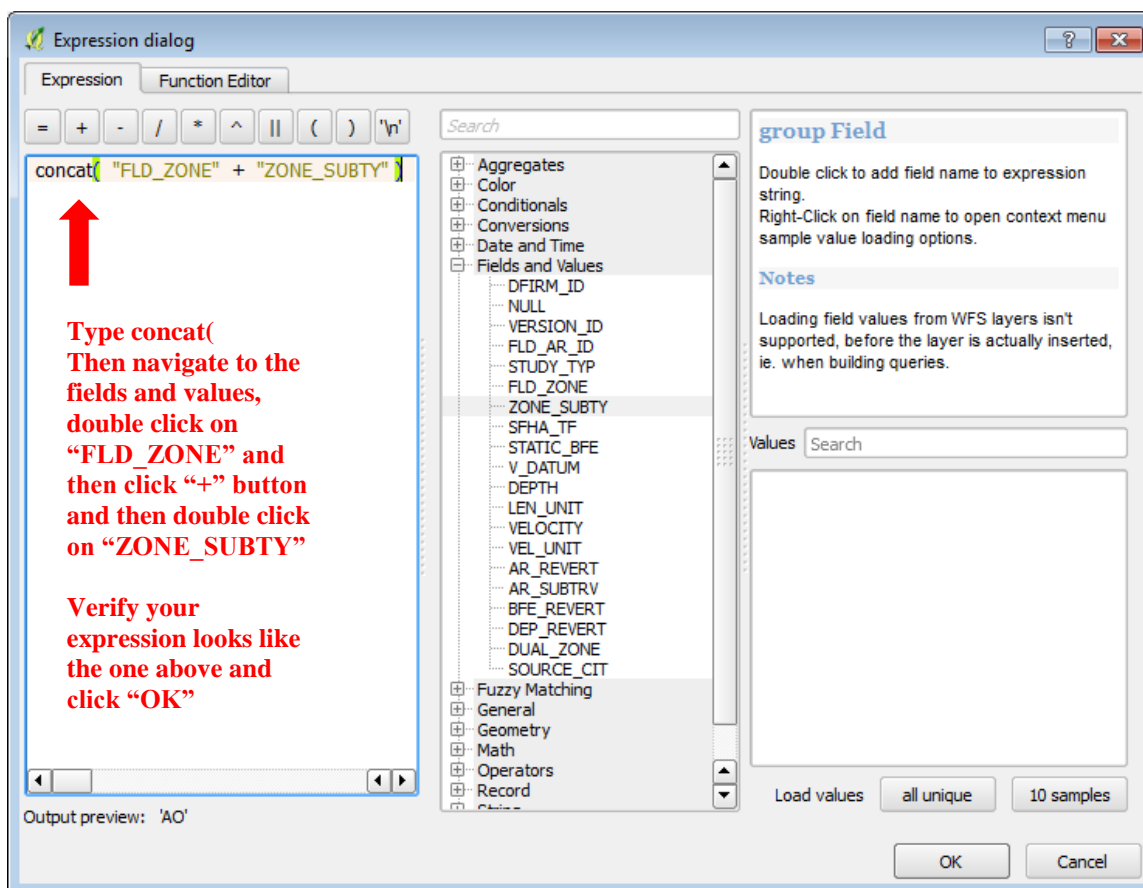 Expression dialog
?
X
Expression
Function Editor
= + - / * ^ || ( ) '\n'
concat( "FLD_ZONE" + "ZONE_SUBTY" )
Type concat(
Then navigate to the
fields and values,
double click on
“FLD_ZONE” and
then click “+” button
and then double click
on “ZONE_SUBTY”
Verify your
expression looks like
the one above and
click “OK”
Output preview: 'AO'
Search
Aggregates
Color
Conditionals
Conversions
Date and Time
Fields and Values
DFIRM_ID
NULL
VERSION_ID
FLD_AR_ID
STUDY_TYP
FLD_ZONE
ZONE_SUBTY
SFHA_TF
STATIC_BFE
V_DATUM
DEPTH
LEN_UNIT
VELOCITY
VEL_UNIT
AR_REVERT
AR_SUBTRV
BFE_REVERT
DEP_REVERT
DUAL_ZONE
SOURCE_CIT
Fuzzy Matching
General
Geometry
Math
Operators
Record
group Field
Double click to add field name to expression
string.
Right-Click on field name to open context menu
sample value loading options.
Notes
Loading field values from WFS layers isn't
supported, before the layer is actually inserted,
ie. when building queries.
Values Search
Load values all unique 10 samples
OK Cancel